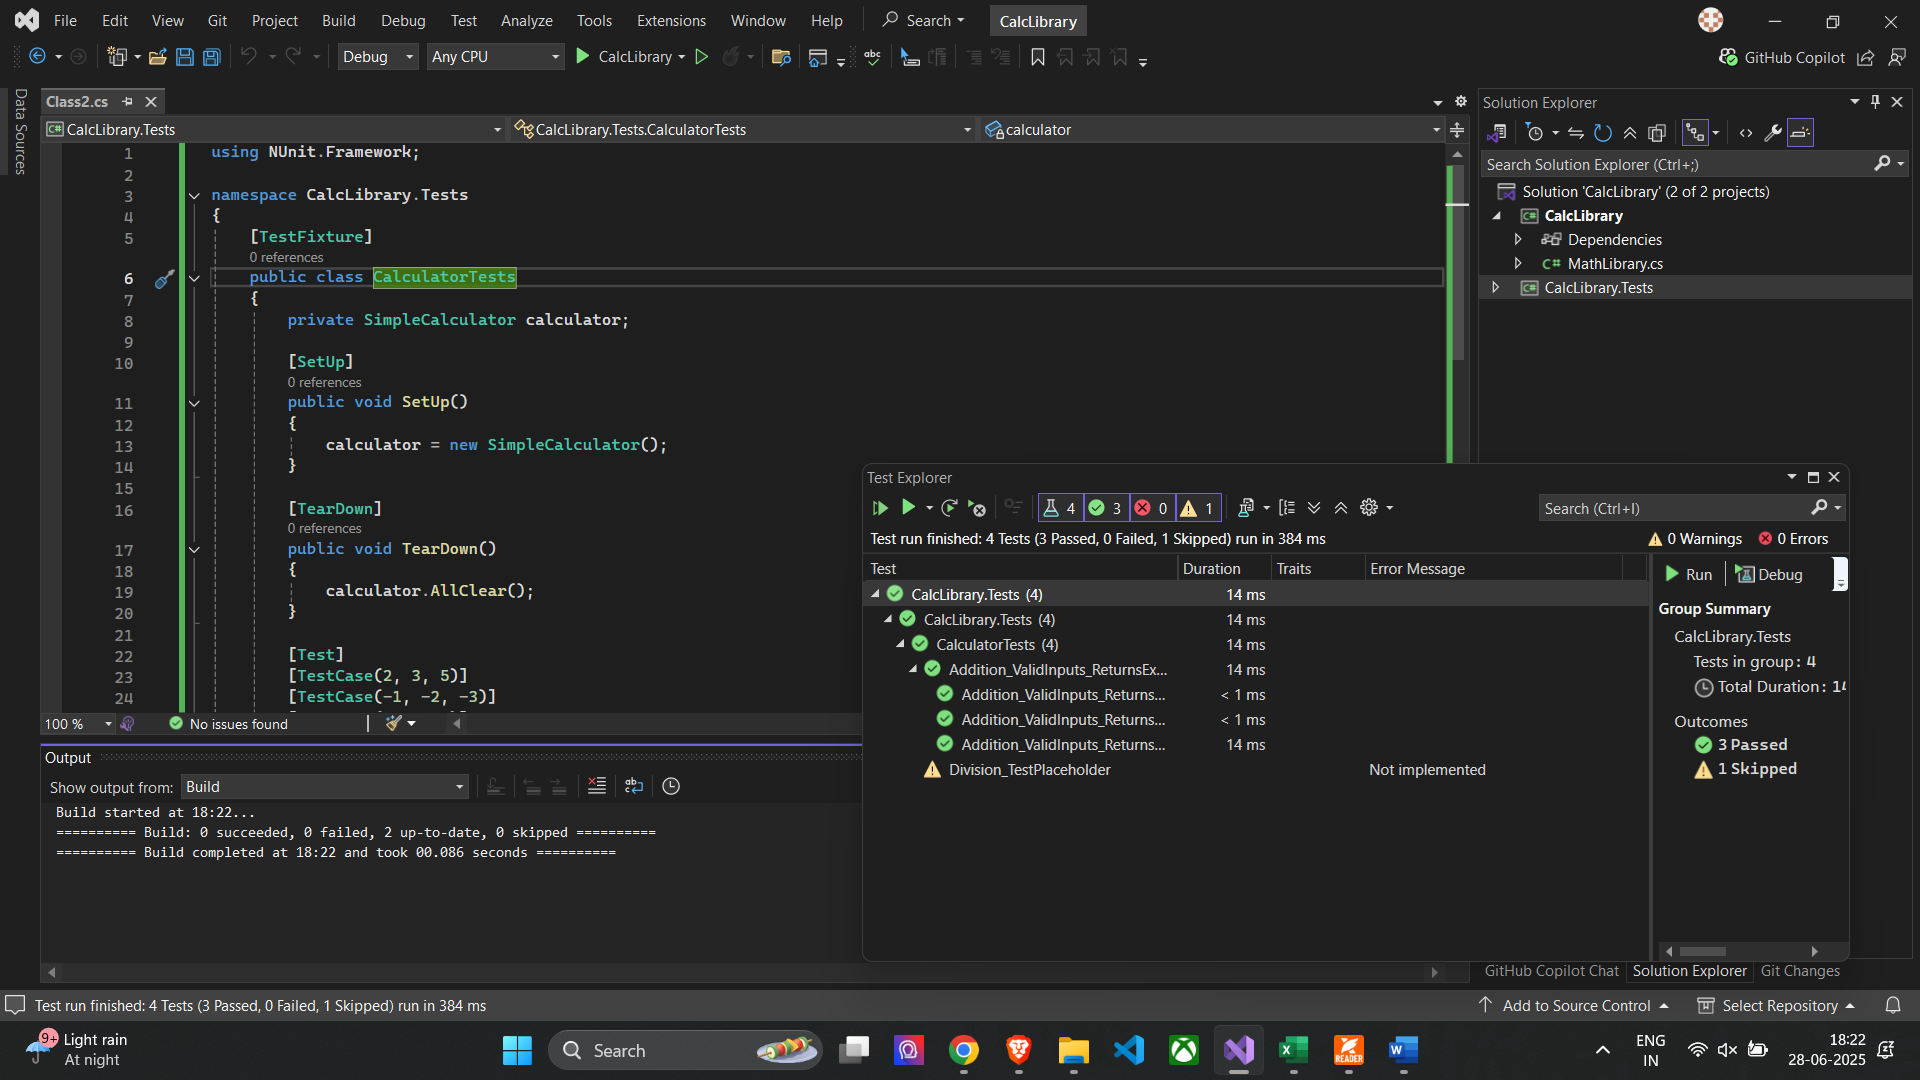 File Edit View Git Project Build Debug Test Analyze Tools Extensions Window Help Search CalcLibrary
Debug Any CPU CalcLibrary GitHub Copilot
Data Sources
Class2.cs
CalcLibrary.Tests CalcLibrary.Tests.CalculatorTests calculator
1 using NUnit.Framework;
2
3 namespace CalcLibrary.Tests
4 {
5 [TestFixture]
0 references
6 public class CalculatorTests
7 {
8 private SimpleCalculator calculator;
9
10 [SetUp]
0 references
11 public void SetUp()
12 {
13 calculator = new SimpleCalculator();
14 }
15
16 [TearDown]
0 references
17 public void TearDown()
18 {
19 calculator.AllClear();
20 }
21
22 [Test]
23 [TestCase(2, 3, 5)]
24 [TestCase(-1, -2, -3)]
100 % No issues found
Output
Show output from: Build
Build started at 18:22...
========== Build: 0 succeeded, 0 failed, 2 up-to-date, 0 skipped ==========
========== Build completed at 18:22 and took 00.086 seconds ==========
Solution Explorer
Search Solution Explorer (Ctrl+;)
Solution 'CalcLibrary' (2 of 2 projects)
CalcLibrary
Dependencies
C# MathLibrary.cs
CalcLibrary.Tests
Test Explorer
4 3 0 1 Search (Ctrl+I)
Test run finished: 4 Tests (3 Passed, 0 Failed, 1 Skipped) run in 384 ms 0 Warnings 0 Errors
Test Duration Traits Error Message
CalcLibrary.Tests (4) 14 ms
CalcLibrary.Tests (4) 14 ms
CalculatorTests (4) 14 ms
Addition_ValidInputs_ReturnsEx... 14 ms
Addition_ValidInputs_Returns... < 1 ms
Addition_ValidInputs_Returns... < 1 ms
Addition_ValidInputs_Returns... 14 ms
Division_TestPlaceholder Not implemented
Run Debug
Group Summary
CalcLibrary.Tests
Tests in group: 4
Total Duration: 14
Outcomes
3 Passed
1 Skipped
GitHub Copilot Chat Solution Explorer Git Changes
Test run finished: 4 Tests (3 Passed, 0 Failed, 1 Skipped) run in 384 ms Add to Source Control Select Repository
9+ Light rain
At night
Search
READER
ENG
IN
18:22
28-06-2025